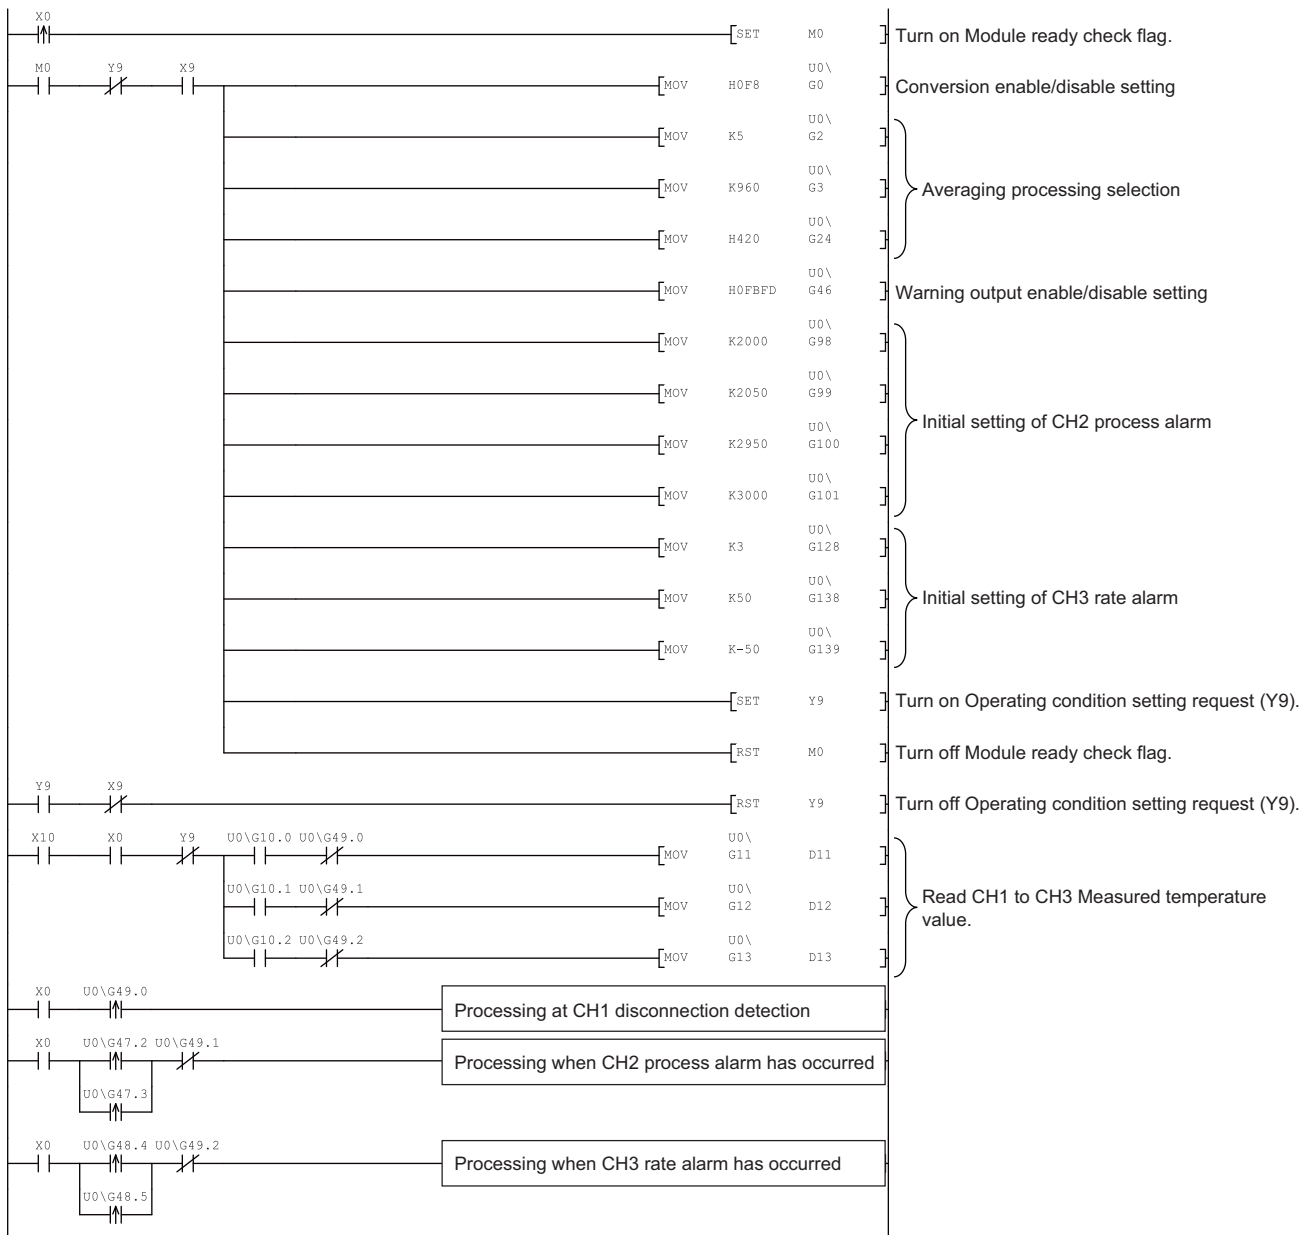 X0
SET M0 Turn on Module ready check flag.
M0 Y9 X9 U0\
MOV H0F8 G0 Conversion enable/disable setting
U0\
MOV K5 G2
U0\
MOV K960 G3 Averaging processing selection
U0\
MOV H420 G24
U0\
MOV H0FBFD G46 Warning output enable/disable setting
U0\
MOV K2000 G98
U0\
MOV K2050 G99
Initial setting of CH2 process alarm
U0\
MOV K2950 G100
U0\
MOV K3000 G101
U0\
MOV K3 G128
U0\
MOV K50 G138 Initial setting of CH3 rate alarm
U0\
MOV K-50 G139
SET Y9 Turn on Operating condition setting request (Y9).
RST M0 Turn off Module ready check flag.
Y9 X9
RST Y9 Turn off Operating condition setting request (Y9).
X10 X0 Y9 U0\G10.0 U0\G49.0 U0\
MOV G11 D11
U0\G10.1 U0\G49.1 U0\
MOV G12 D12
Read CH1 to CH3 Measured temperature
value.
U0\G10.2 U0\G49.2 U0\
MOV G13 D13
X0 U0\G49.0
Processing at CH1 disconnection detection
X0 U0\G47.2 U0\G49.1
Processing when CH2 process alarm has occurred
U0\G47.3
X0 U0\G48.4 U0\G49.2
Processing when CH3 rate alarm has occurred
U0\G48.5